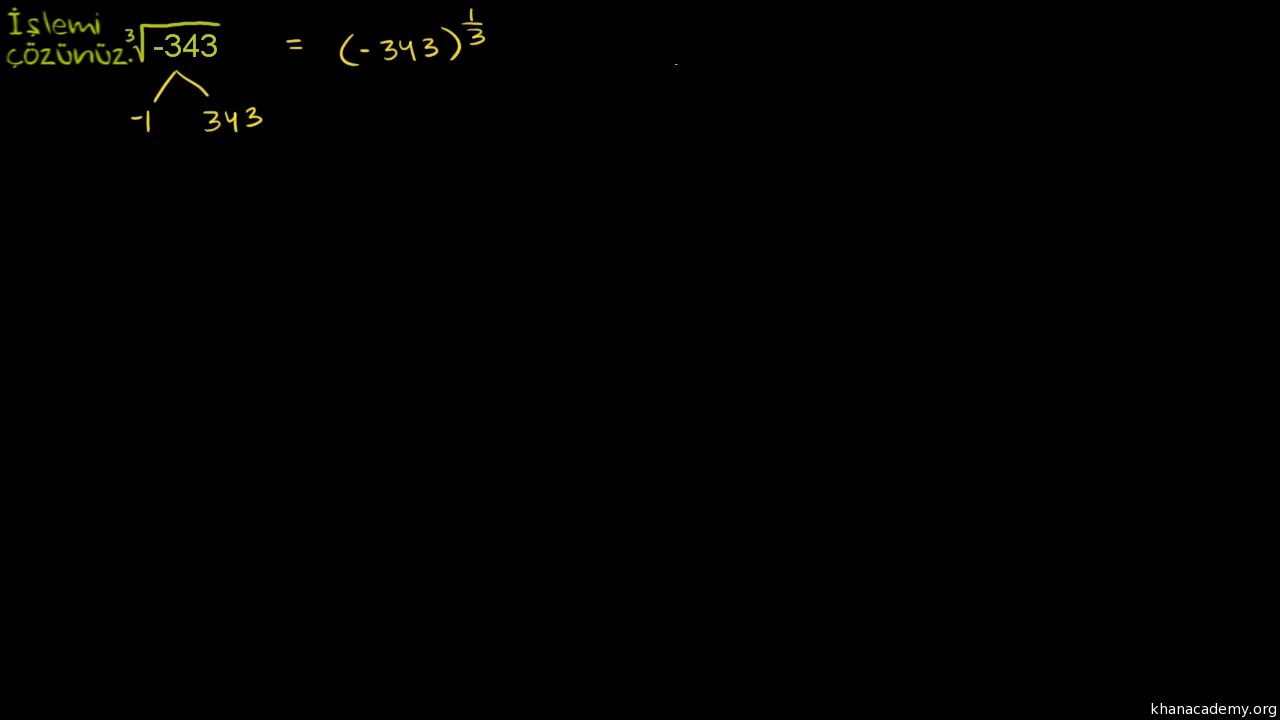 İşlemi
çözünüz. ∛-343 = (-343)^1/3
-1 343
khanacademy.org